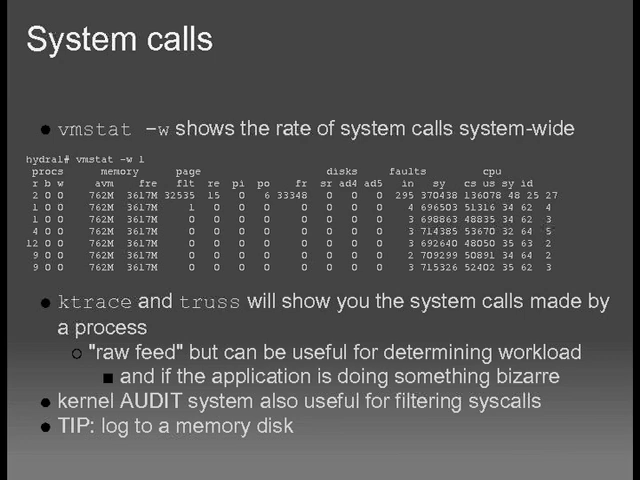 System calls
vmstat -w shows the rate of system calls system-wide
hydra1# vmstat -w 1
procs memory page disks faults cpu
r b w avm fre flt re pi po fr sr ad4 ad5 in sy cs us sy id
2 0 0 762M 3617M 32535 15 0 6 33348 0 0 0 295 370438 136078 48 25 27
1 0 0 762M 3617M 1 0 0 0 0 0 0 0 4 696503 51316 34 62 4
1 0 0 762M 3617M 0 0 0 0 0 0 0 0 3 698863 48835 34 62 3
4 0 0 762M 3617M 0 0 0 0 0 0 0 0 3 714385 53670 32 64 5
12 0 0 762M 3617M 0 0 0 0 0 0 0 0 3 692640 48050 35 63 2
9 0 0 762M 3617M 0 0 0 0 0 0 0 0 2 709299 50891 34 64 2
9 0 0 762M 3617M 0 0 0 0 0 0 0 0 3 715326 52402 35 62 3
ktrace and truss will show you the system calls made by
a process
"raw feed" but can be useful for determining workload
and if the application is doing something bizarre
kernel AUDIT system also useful for filtering syscalls
TIP: log to a memory disk